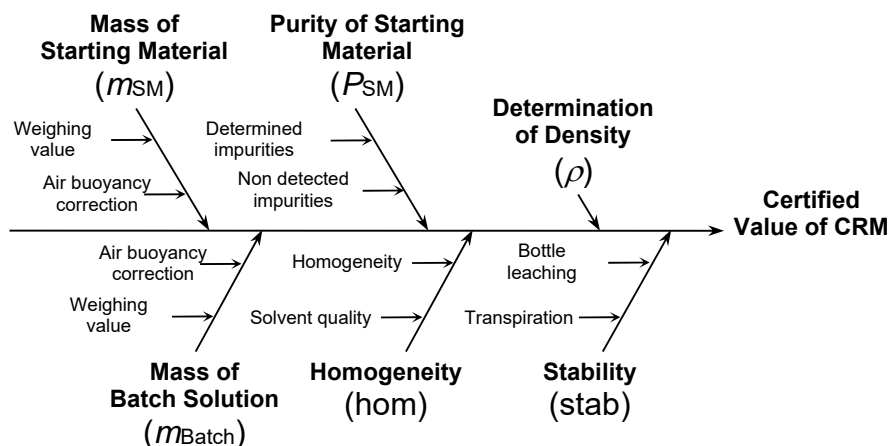 Mass of
Starting Material
(mSM)
Purity of Starting
Material
(PSM)
Determination
of Density
(ρ)
Weighing
value
Air buoyancy
correction
Determined
impurities
Non detected
impurities
Certified
Value of CRM
Air buoyancy
correction
Weighing
value
Homogeneity
Solvent quality
Bottle
leaching
Transpiration
Mass of
Batch Solution
(mBatch)
Homogeneity
(hom)
Stability
(stab)